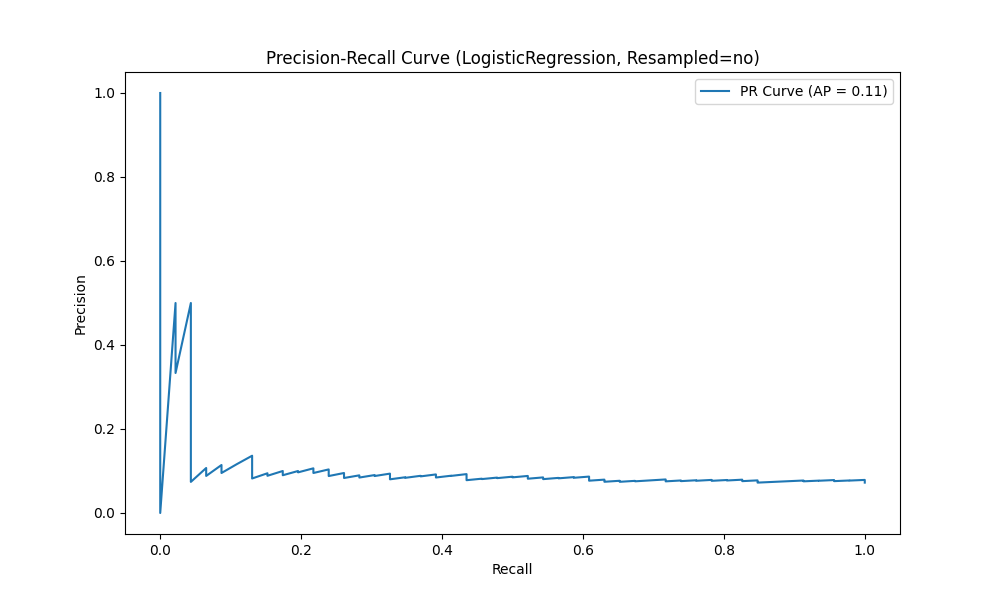 Precision-Recall Curve (LogisticRegression, Resampled=no)
PR Curve (AP = 0.11)
1.0
0.8
0.6
0.4
0.2
0.0
Precision
0.0 0.2 0.4 0.6 0.8 1.0
Recall